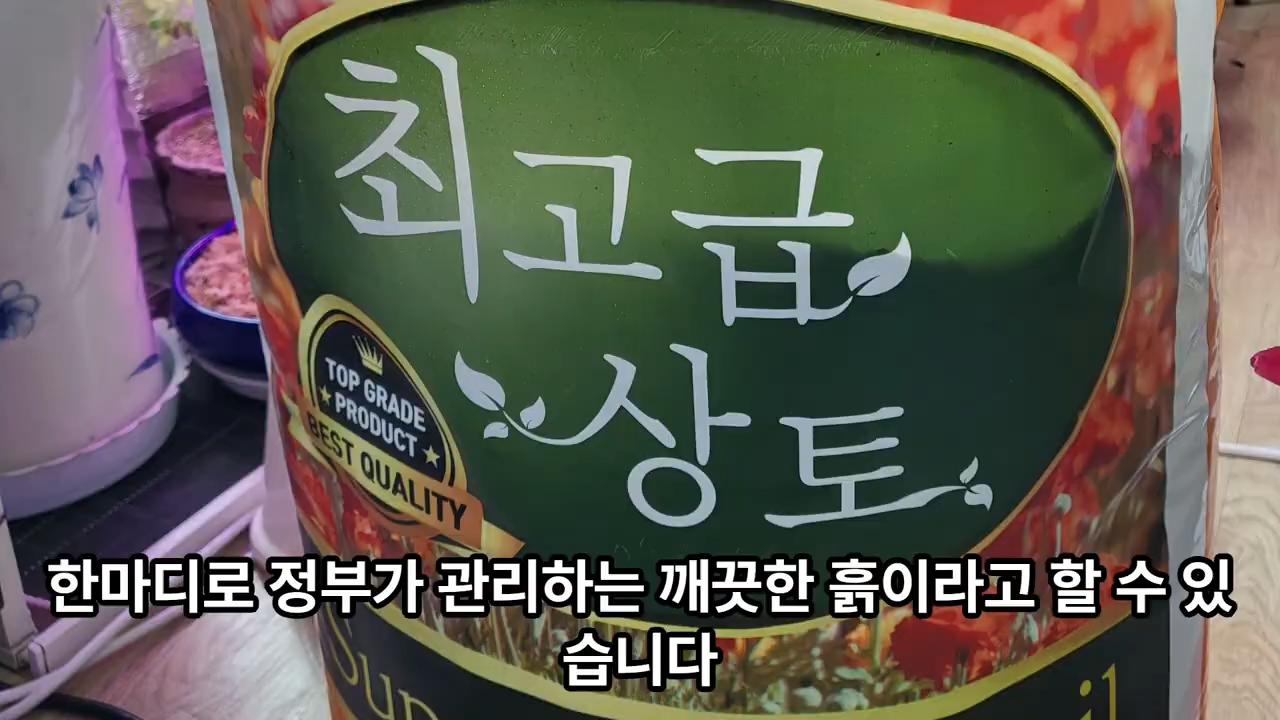 최고급
상토
TOP GRADE
PRODUCT
BEST QUALITY
한마디로 정부가 관리하는 깨끗한 흙이라고 할 수 있
습니다